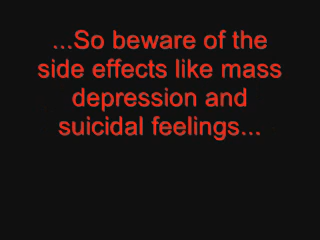 ...So beware of the
side effects like mass
depression and
suicidal feelings...